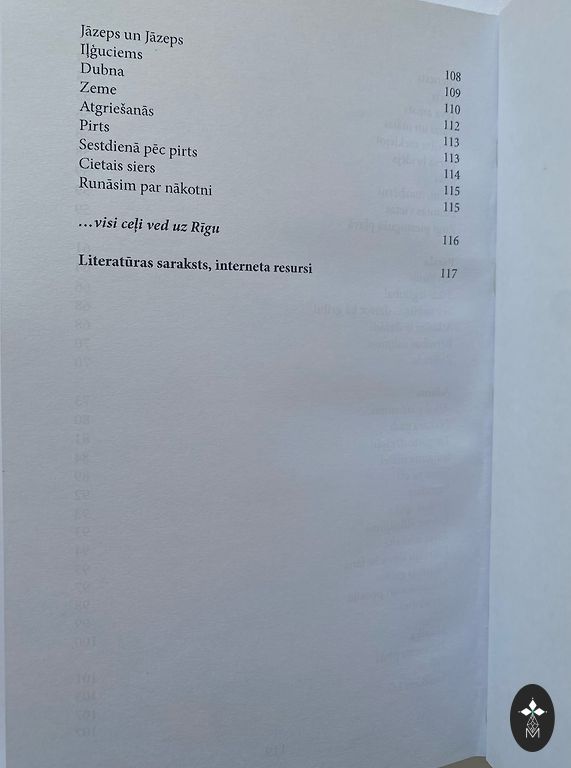 Jāzeps un Jāzeps 108
Iļģuciems 109
Dubna 110
Zeme 112
Atgriešanās 113
Pirts 113
Sestdienā pēc pirts 114
Cietais siers 115
Runāsim par nākotni 115
…visi ceļi ved uz Rīgu 116
Literatūras saraksts, interneta resursi 117